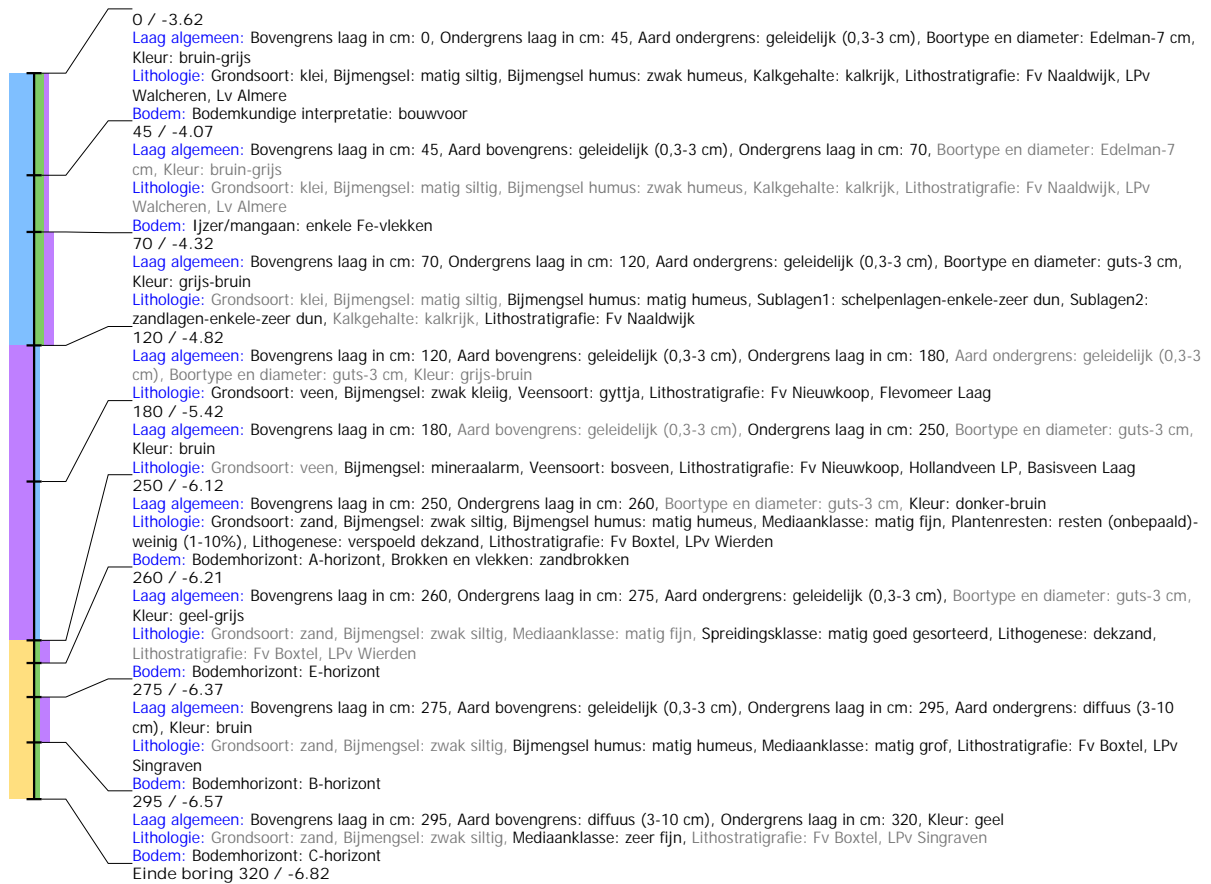 0 / -3.62
Laag algemeen: Bovengrens laag in cm: 0, Ondergrens laag in cm: 45, Aard ondergrens: geleidelijk (0,3-3 cm), Boortype en diameter: Edelman-7 cm,
Kleur: bruin-grijs
Lithologie: Grondsoort: klei, Bijmengsel: matig siltig, Bijmengsel humus: zwak humeus, Kalkgehalte: kalkrijk, Lithostratigrafie: Fv Naaldwijk, LPv
Walcheren, Lv Almere
Bodem: Bodemkundige interpretatie: bouwvoor
45 / -4.07
Laag algemeen: Bovengrens laag in cm: 45, Aard bovengrens: geleidelijk (0,3-3 cm), Ondergrens laag in cm: 70, Boortype en diameter: Edelman-7
cm, Kleur: bruin-grijs
Lithologie: Grondsoort: klei, Bijmengsel: matig siltig, Bijmengsel humus: zwak humeus, Kalkgehalte: kalkrijk, Lithostratigrafie: Fv Naaldwijk, LPv
Walcheren, Lv Almere
Bodem: Ijzer/mangaan: enkele Fe-vlekken
70 / -4.32
Laag algemeen: Bovengrens laag in cm: 70, Ondergrens laag in cm: 120, Aard ondergrens: geleidelijk (0,3-3 cm), Boortype en diameter: guts-3 cm,
Kleur: grijs-bruin
Lithologie: Grondsoort: klei, Bijmengsel: matig siltig, Bijmengsel humus: matig humeus, Sublagen1: schelpenlagen-enkele-zeer dun, Sublagen2:
zandlagen-enkele-zeer dun, Kalkgehalte: kalkrijk, Lithostratigrafie: Fv Naaldwijk
120 / -4.82
Laag algemeen: Bovengrens laag in cm: 120, Aard bovengrens: geleidelijk (0,3-3 cm), Ondergrens laag in cm: 180, Aard ondergrens: geleidelijk (0,3-3
cm), Boortype en diameter: guts-3 cm, Kleur: grijs-bruin
Lithologie: Grondsoort: veen, Bijmengsel: zwak kleiig, Veensoort: gyttja, Lithostratigrafie: Fv Nieuwkoop, Flevomeer Laag
180 / -5.42
Laag algemeen: Bovengrens laag in cm: 180, Aard bovengrens: geleidelijk (0,3-3 cm), Ondergrens laag in cm: 250, Boortype en diameter: guts-3 cm,
Kleur: bruin
Lithologie: Grondsoort: veen, Bijmengsel: mineraalarm, Veensoort: bosveen, Lithostratigrafie: Fv Nieuwkoop, Hollandveen LP, Basisveen Laag
250 / -6.12
Laag algemeen: Bovengrens laag in cm: 250, Ondergrens laag in cm: 260, Boortype en diameter: guts-3 cm, Kleur: donker-bruin
Lithologie: Grondsoort: zand, Bijmengsel: zwak siltig, Bijmengsel humus: matig humeus, Mediaanklasse: matig fijn, Plantenresten: resten (onbepaald)-
weinig (1-10%), Lithogenese: verspoeld dekzand, Lithostratigrafie: Fv Boxtel, LPv Wierden
Bodem: Bodemhorizont: A-horizont, Brokken en vlekken: zandbrokken
260 / -6.21
Laag algemeen: Bovengrens laag in cm: 260, Ondergrens laag in cm: 275, Aard ondergrens: geleidelijk (0,3-3 cm), Boortype en diameter: guts-3 cm,
Kleur: geel-grijs
Lithologie: Grondsoort: zand, Bijmengsel: zwak siltig, Mediaanklasse: matig fijn, Spreidingsklasse: matig goed gesorteerd, Lithogenese: dekzand,
Lithostratigrafie: Fv Boxtel, LPv Wierden
Bodem: Bodemhorizont: E-horizont
275 / -6.37
Laag algemeen: Bovengrens laag in cm: 275, Aard bovengrens: geleidelijk (0,3-3 cm), Ondergrens laag in cm: 295, Aard ondergrens: diffuus (3-10
cm), Kleur: bruin
Lithologie: Grondsoort: zand, Bijmengsel: zwak siltig, Bijmengsel humus: matig humeus, Mediaanklasse: matig grof, Lithostratigrafie: Fv Boxtel, LPv
Singraven
Bodem: Bodemhorizont: B-horizont
295 / -6.57
Laag algemeen: Bovengrens laag in cm: 295, Aard bovengrens: diffuus (3-10 cm), Ondergrens laag in cm: 320, Kleur: geel
Lithologie: Grondsoort: zand, Bijmengsel: zwak siltig, Mediaanklasse: zeer fijn, Lithostratigrafie: Fv Boxtel, LPv Singraven
Bodem: Bodemhorizont: C-horizont
Einde boring 320 / -6.82